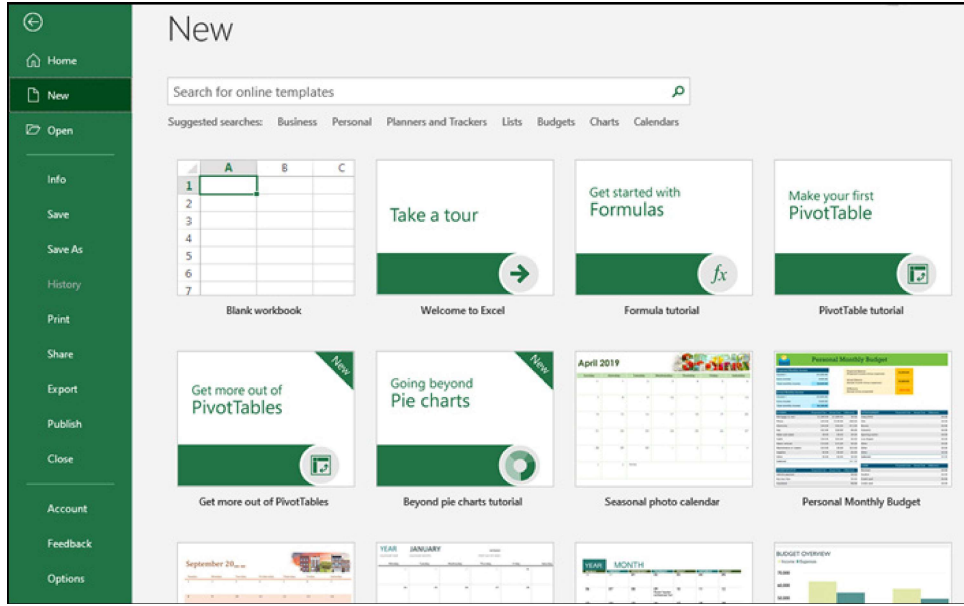 New
Home
New
Open
Info
Save
Save As
History
Print
Share
Export
Publish
Close
Account
Feedback
Options
Search for online templates
Suggested searches: Business Personal Planners and Trackers Lists Budgets Charts Calendars
A B C
1
2
3
4
5
6
7
Blank workbook
Take a tour
Welcome to Excel
Get started with
Formulas
fx
Formula tutorial
Make your first
PivotTable
PivotTable tutorial
New
Get more out of
PivotTables
Get more out of PivotTables
New
Going beyond
Pie charts
Beyond pie charts tutorial
April 2019
Seasonal photo calendar
Personal Monthly Budget
Personal Monthly Budget
September 20
YEAR JANUARY
YEAR MONTH
BUDGET OVERVIEW